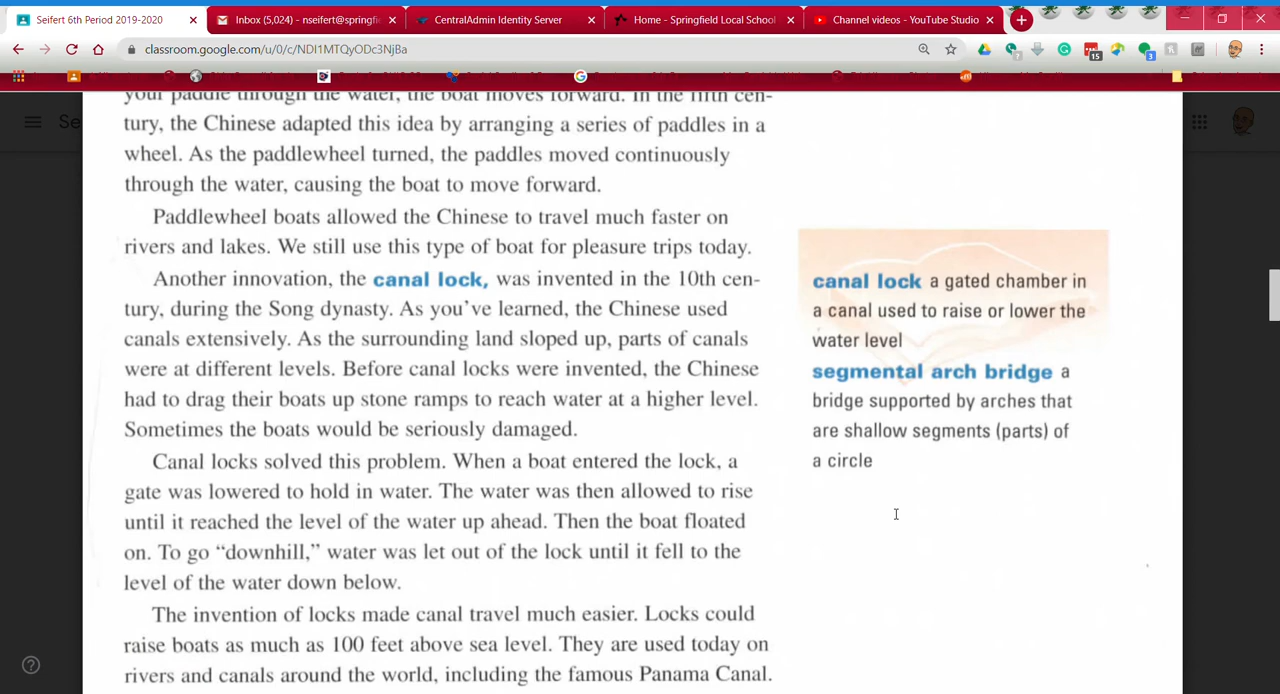 Seifert 6th Period 2019-2020
Inbox (5,024) - nseifert@springfi
CentralAdmin Identity Server
Home - Springfield Local School
Channel videos - YouTube Studio
classroom.google.com/u/0/c/NDI1MTQyODc3NjBa
your paddle through the water, the boat moves forward. In the fifth cen-
tury, the Chinese adapted this idea by arranging a series of paddles in a
wheel. As the paddlewheel turned, the paddles moved continuously
through the water, causing the boat to move forward.
Paddlewheel boats allowed the Chinese to travel much faster on
rivers and lakes. We still use this type of boat for pleasure trips today.
Another innovation, the canal lock, was invented in the 10th cen-
tury, during the Song dynasty. As you've learned, the Chinese used
canals extensively. As the surrounding land sloped up, parts of canals
were at different levels. Before canal locks were invented, the Chinese
had to drag their boats up stone ramps to reach water at a higher level.
Sometimes the boats would be seriously damaged.
Canal locks solved this problem. When a boat entered the lock, a
gate was lowered to hold in water. The water was then allowed to rise
until it reached the level of the water up ahead. Then the boat floated
on. To go “downhill,” water was let out of the lock until it fell to the
level of the water down below.
The invention of locks made canal travel much easier. Locks could
raise boats as much as 100 feet above sea level. They are used today on
rivers and canals around the world, including the famous Panama Canal.
canal lock a gated chamber in
a canal used to raise or lower the
water level
segmental arch bridge a
bridge supported by arches that
are shallow segments (parts) of
a circle
Se
7
15
3